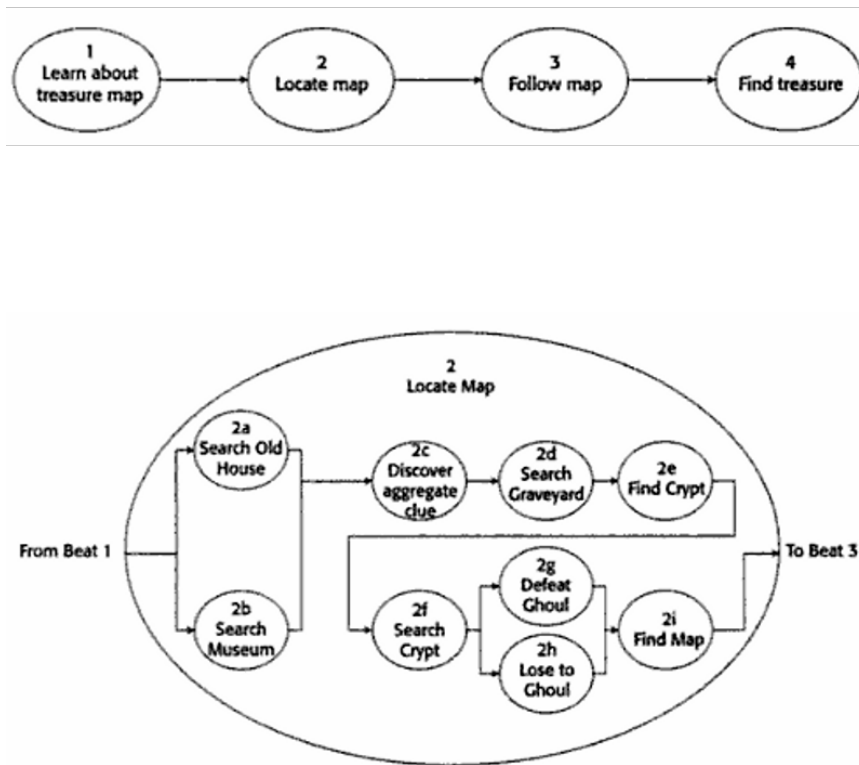 1
Learn about
treasure map
2
Locate map
3
Follow map
4
Find treasure
2
Locate Map
2a
Search Old
House
2c
Discover
aggregate
clue
2d
Search
Graveyard
2e
Find Crypt
From Beat 1
To Beat 3
2b
Search
Museum
2f
Search
Crypt
2g
Defeat
Ghoul
2h
Lose to
Ghoul
2i
Find Map